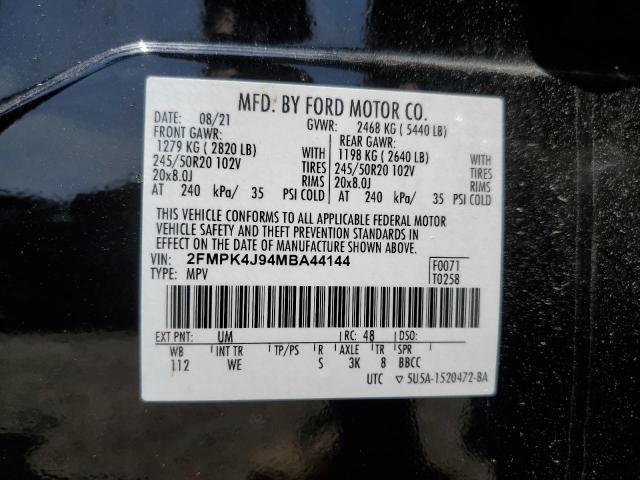 MFD. BY FORD MOTOR CO.
DATE: 08/21 GVWR: 2468 KG ( 5440 LB)
FRONT GAWR: REAR GAWR:
1279 KG ( 2820 LB) WITH 1198 KG ( 2640 LB) WITH
245/50R20 102V TIRES 245/50R20 102V TIRES
20x8.0J RIMS 20x8.0J RIMS
AT 240 kPa/ 35 PSI COLD AT 240 kPa/ 35 PSI COLD
THIS VEHICLE CONFORMS TO ALL APPLICABLE FEDERAL MOTOR
VEHICLE SAFETY AND THEFT PREVENTION STANDARDS IN
EFFECT ON THE DATE OF MANUFACTURE SHOWN ABOVE.
VIN: 2FMPK4J94MBA44144 F0071
TYPE: MPV T0258
EXT PNT: UM RC: 48 DSO:
WB INT TR TP/PS R AXLE TR SPR
112 WE S 3K 8 BBCC
UTC ▽ 5U5A-1520472-BA